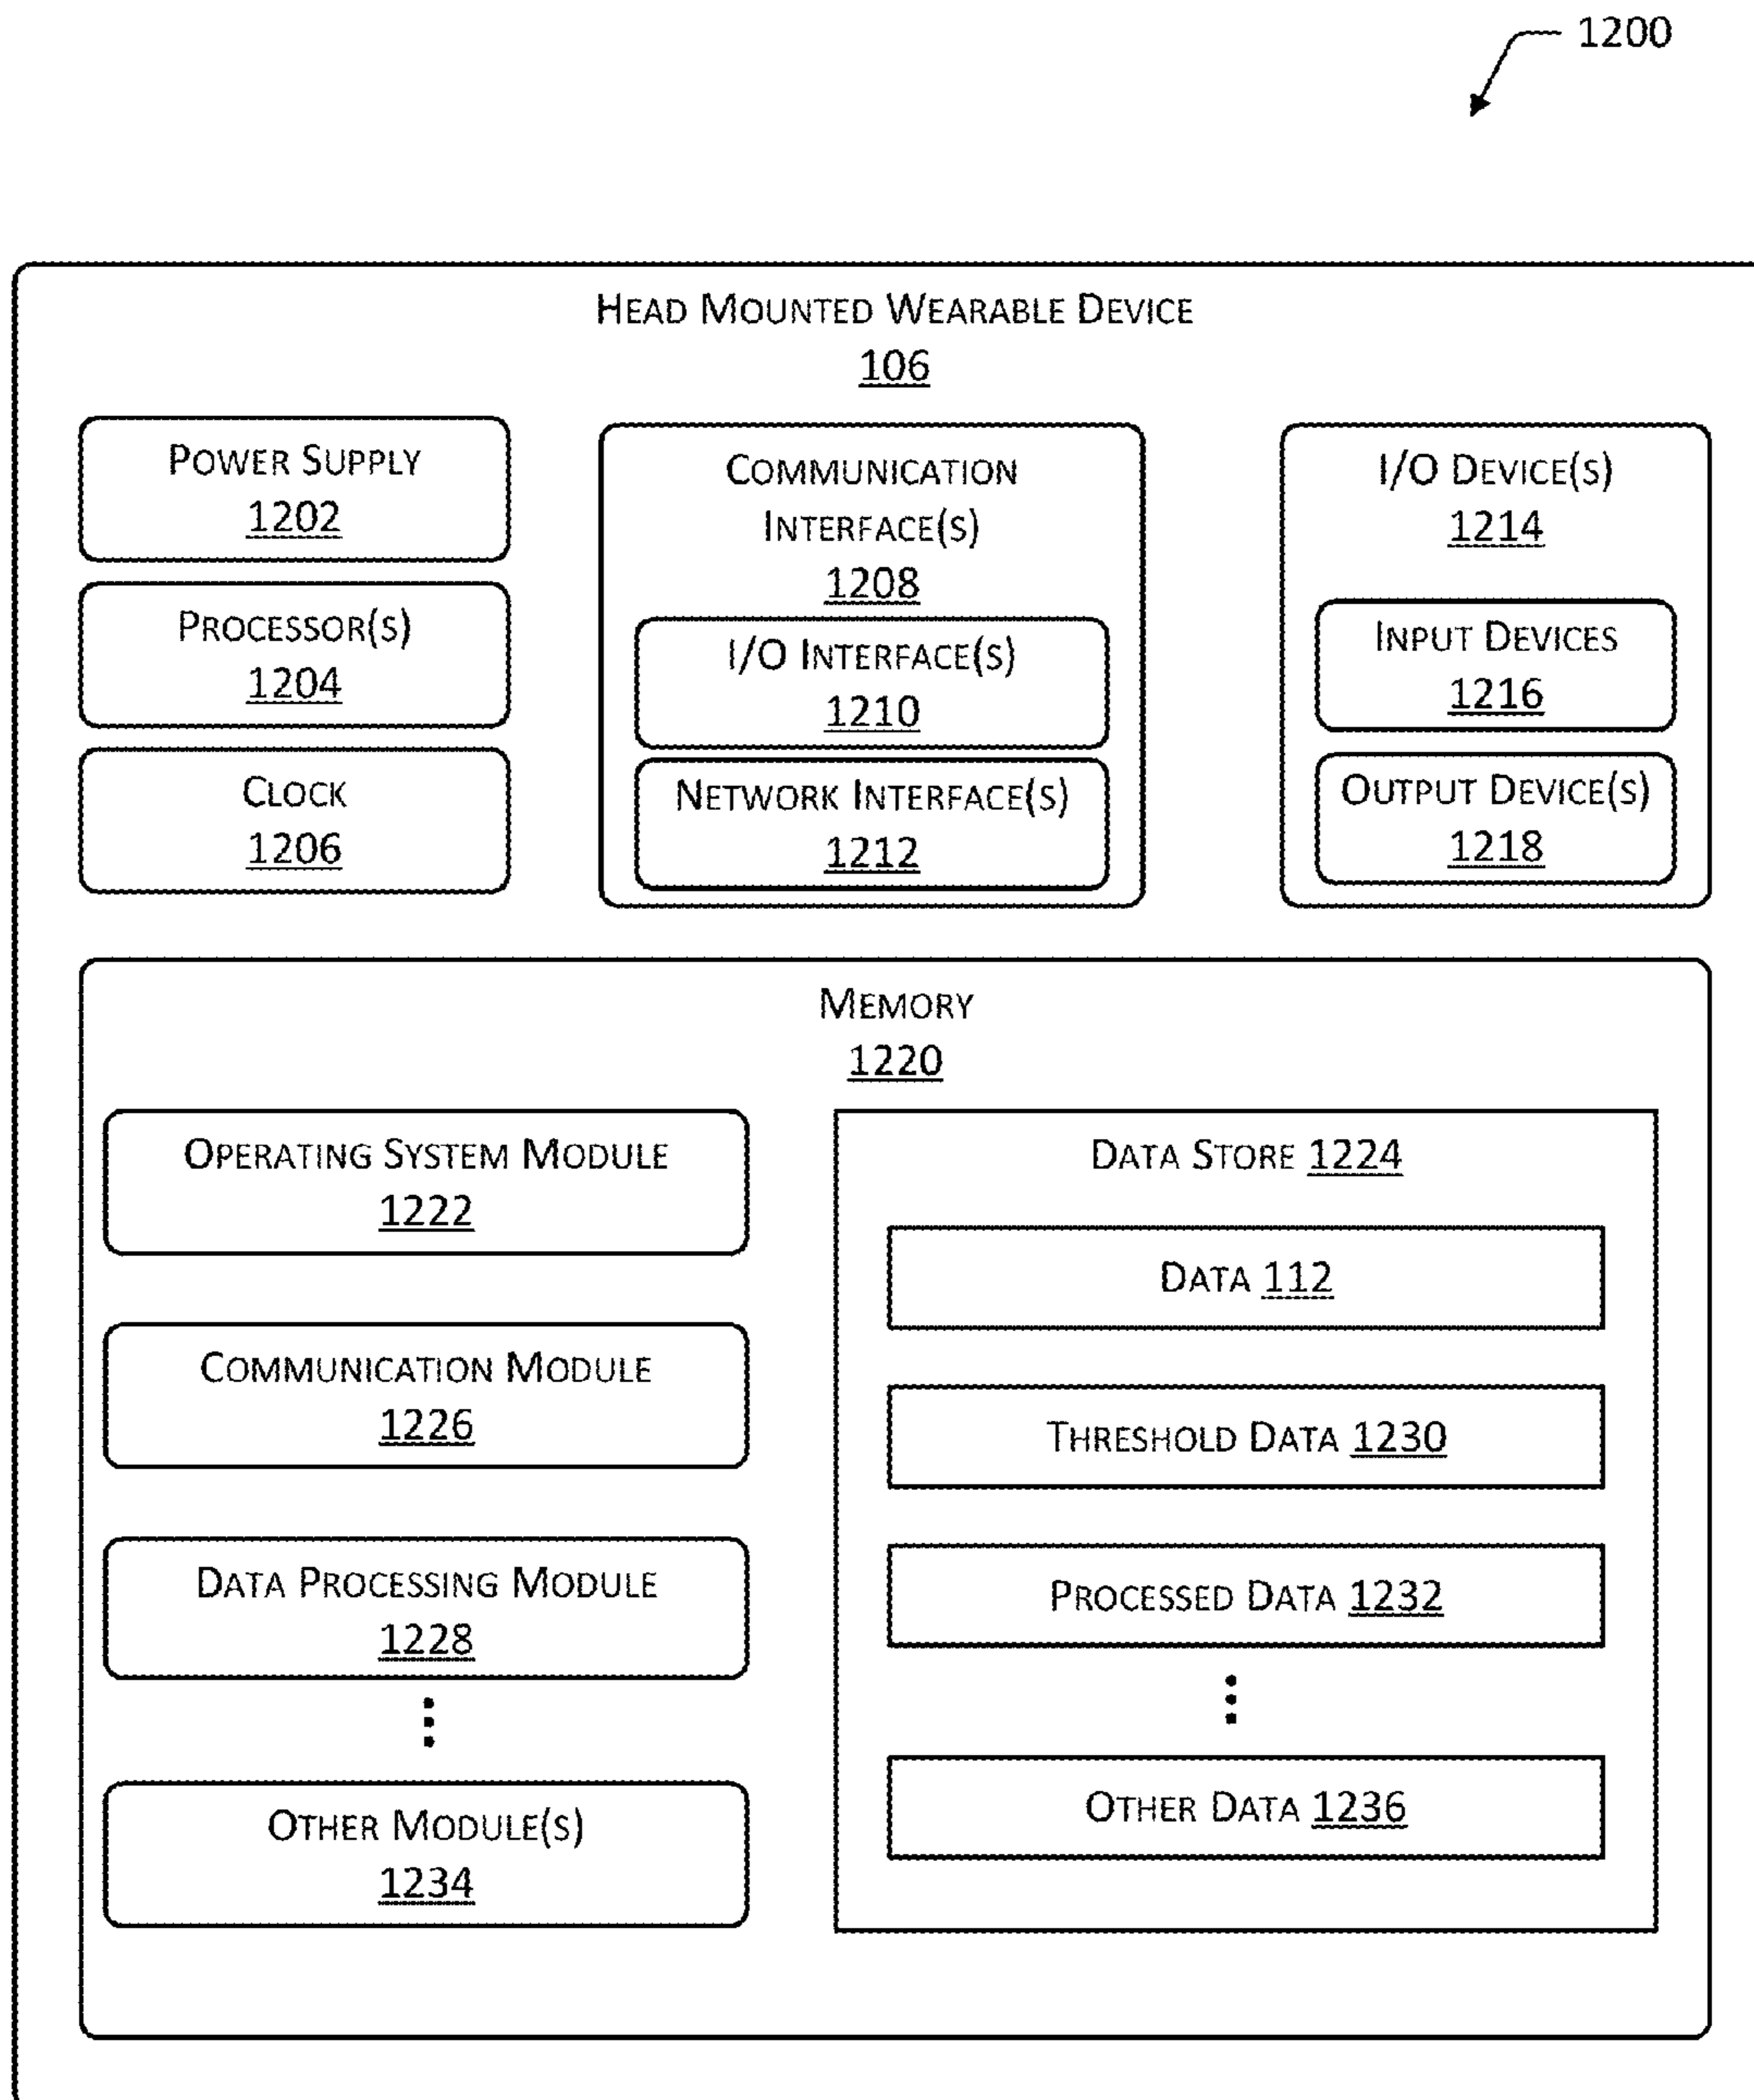 1200
HEAD MOUNTED WEARABLE DEVICE
106
POWER SUPPLY
1202
PROCESSOR(S)
1204
CLOCK
1206
COMMUNICATION
INTERFACE(S)
1208
I/O INTERFACE(S)
1210
NETWORK INTERFACE(S)
1212
I/O DEVICE(S)
1214
INPUT DEVICES
1216
OUTPUT DEVICE(S)
1218
MEMORY
1220
OPERATING SYSTEM MODULE
1222
COMMUNICATION MODULE
1226
DATA PROCESSING MODULE
1228
OTHER MODULE(S)
1234
DATA STORE 1224
DATA 112
THRESHOLD DATA 1230
PROCESSED DATA 1232
OTHER DATA 1236